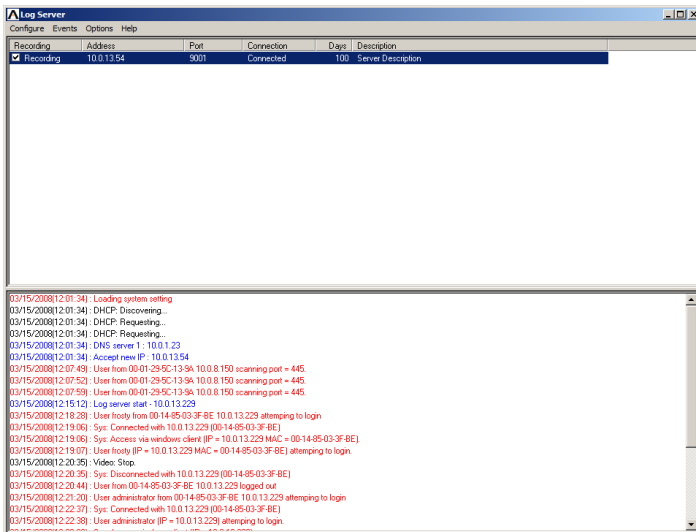 Log Server
Configure Events Options Help
Recording Address Port Connection Days Description
Recording 10.0.13.54 9001 Connected 100 Server Description
03/15/2008(12:01:34) : Loading system setting
03/15/2008(12:01:34) : DHCP: Discovering...
03/15/2008(12:01:34) : DHCP: Requesting...
03/15/2008(12:01:34) : DHCP: Requesting...
03/15/2008(12:01:34) : DNS server 1 : 10.0.1.23
03/15/2008(12:01:34) : Accept new IP : 10.0.13.54
03/15/2008(12:07:49) : User from 00-01-29-5C-13-9A 10.0.8.150 scanning port = 445.
03/15/2008(12:07:52) : User from 00-01-29-5C-13-9A 10.0.8.150 scanning port = 445.
03/15/2008(12:07:59) : User from 00-01-29-5C-13-9A 10.0.8.150 scanning port = 445.
03/15/2008(12:15:12) : Log server start - 10.0.13.229
03/15/2008(12:18:28) : User frosty from 00-14-85-03-3F-BE 10.0.13.229 attemping to login
03/15/2008(12:19:06) : Sys: Connected with 10.0.13.229 (00-14-85-03-3F-BE)
03/15/2008(12:19:06) : Sys: Access via windows client (IP = 10.0.13.229 MAC = 00-14-85-03-3F-BE).
03/15/2008(12:19:07) : User frosty (IP = 10.0.13.229 MAC = 00-14-85-03-3F-BE) attemping to login.
03/15/2008(12:20:35) : Video: Stop.
03/15/2008(12:20:35) : Sys: Disconnected with 10.0.13.229 (00-14-85-03-3F-BE)
03/15/2008(12:20:44) : User from 00-14-85-03-3F-BE 10.0.13.229 logged out
03/15/2008(12:21:20) : User administrator from 00-14-85-03-3F-BE 10.0.13.229 attemping to login
03/15/2008(12:22:37) : Sys: Connected with 10.0.13.229 (00-14-85-03-3F-BE)
03/15/2008(12:22:38) : User administrator (IP = 10.0.13.229) attemping to login.